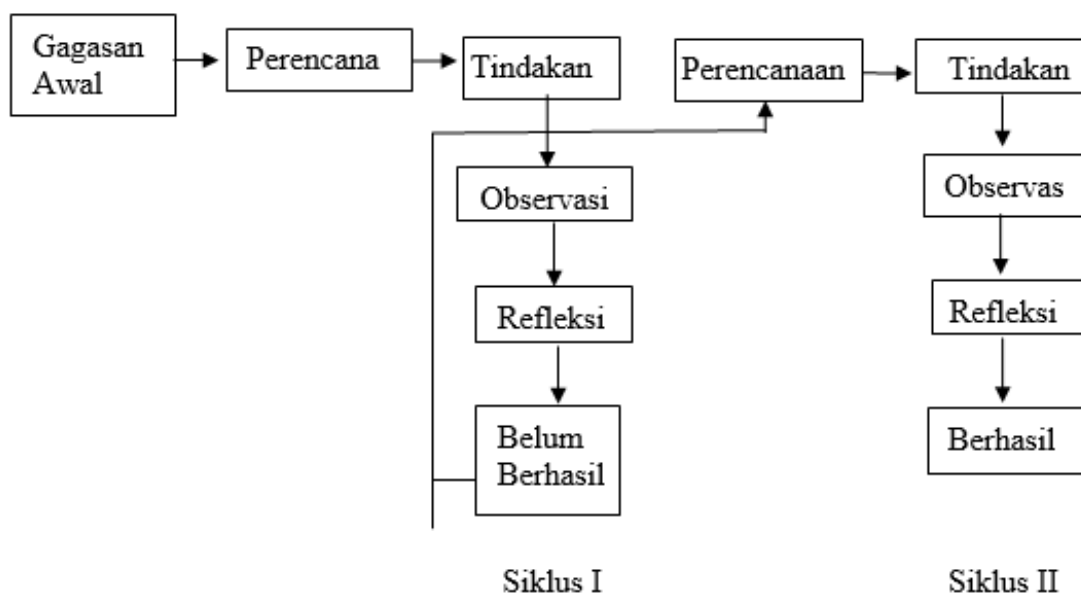 Gagasan
Awal
Perencana
Tindakan
Observasi
Refleksi
Belum
Berhasil
Siklus I
Perencanaan
Tindakan
Observas
Refleksi
Berhasil
Siklus II